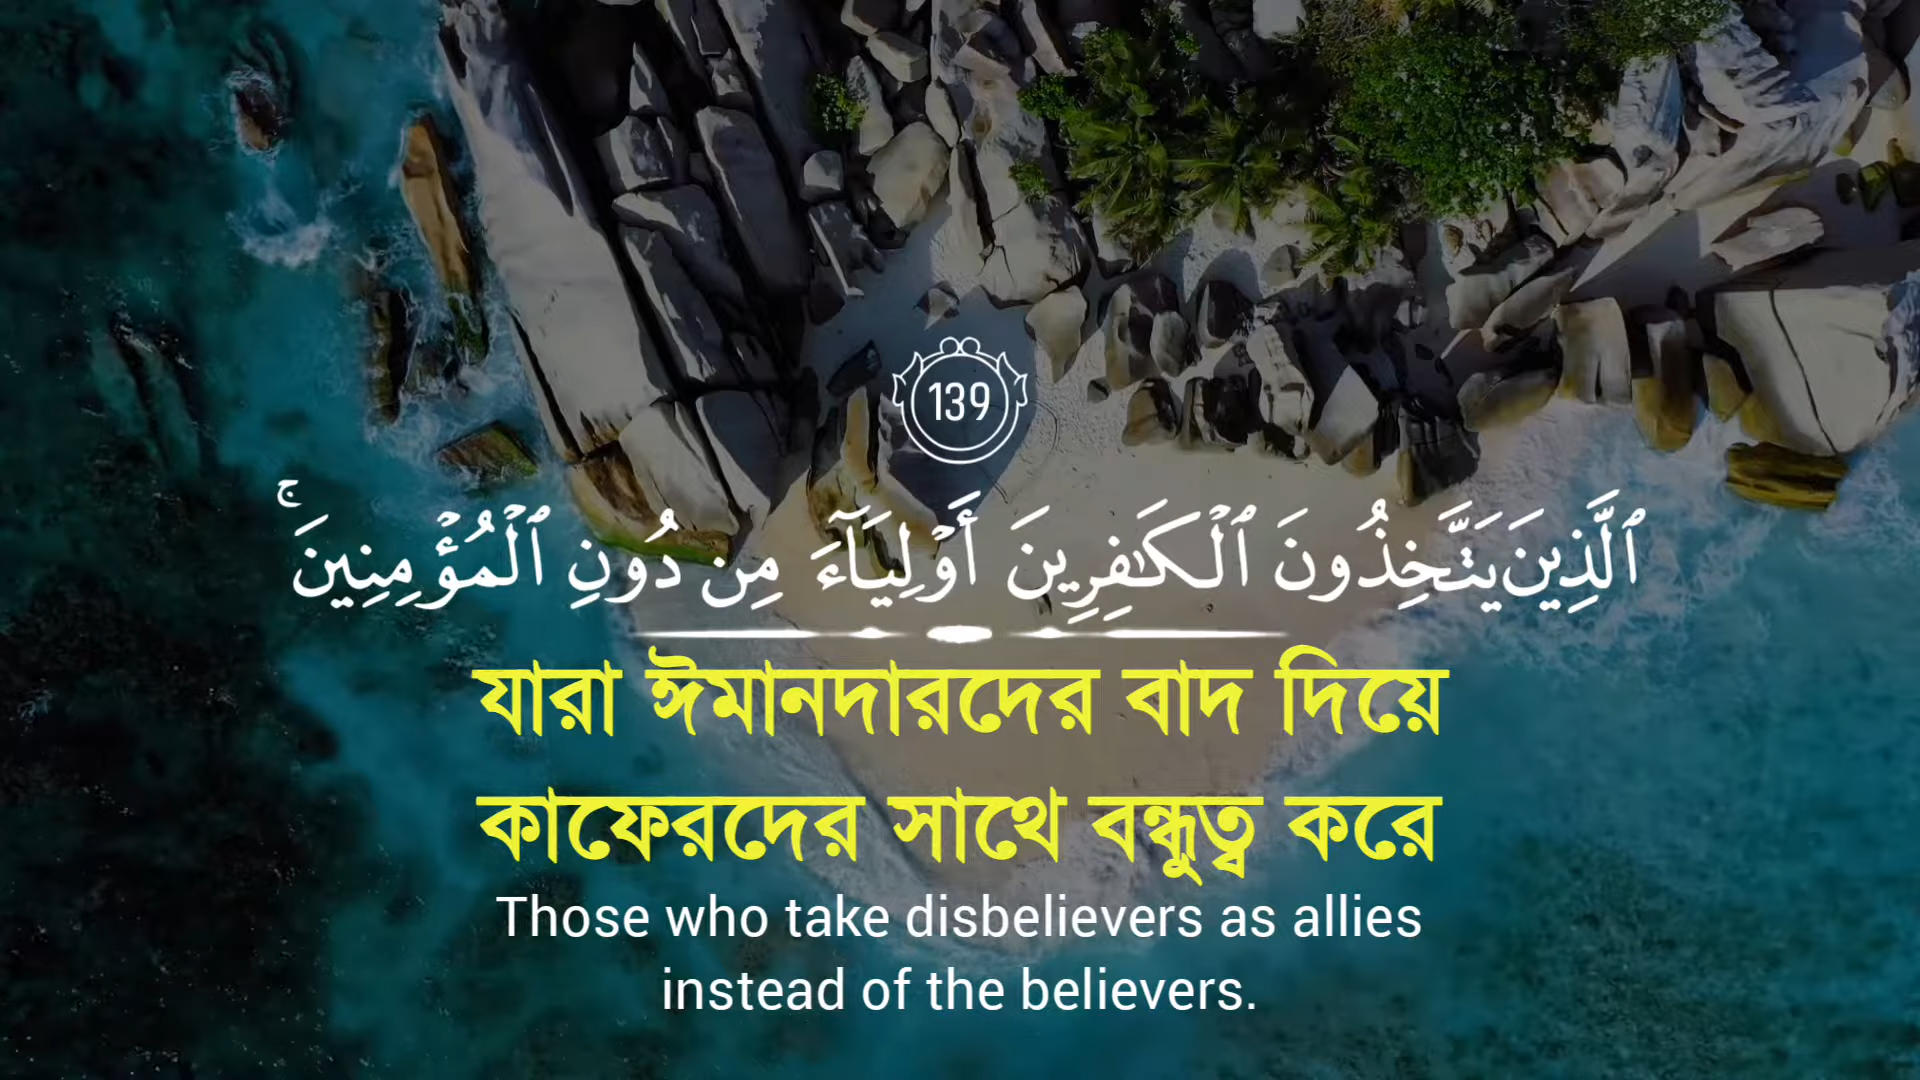 139
ٱلَّذِينَ يَتَّخِذُونَ ٱلْكَـٰفِرِينَ أَوْلِيَآءَ مِن دُونِ ٱلْمُؤْمِنِينَ ۚ
যারা ঈমানদারদের বাদ দিয়ে
কাফেরদের সাথে বন্ধুত্ব করে
Those who take disbelievers as allies
instead of the believers.